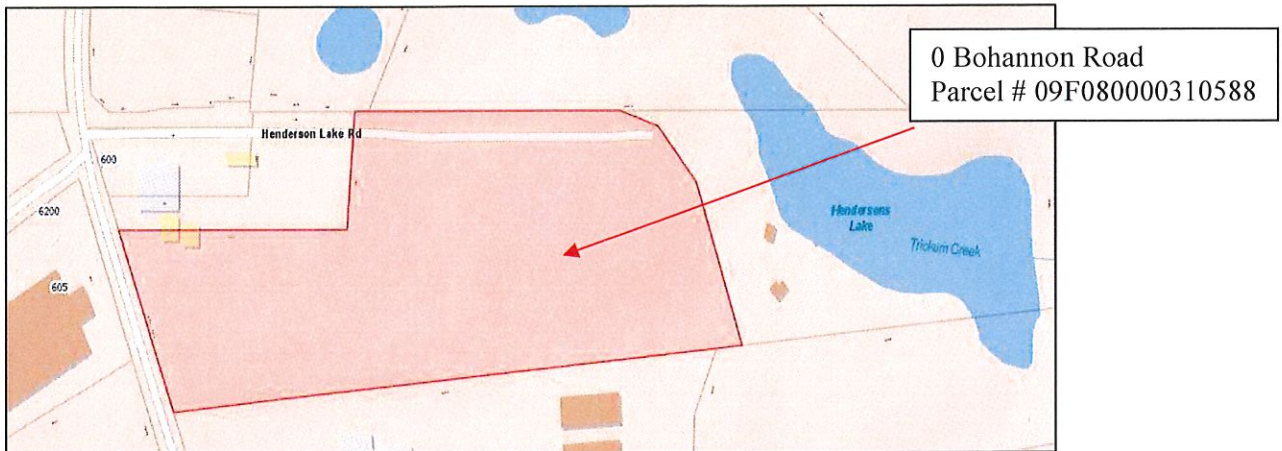 0 Bohannon Road
Parcel # 09F080000310588
Henderson Lake Rd
600
6200
Hendersons
Lake
Trickum Creek
605